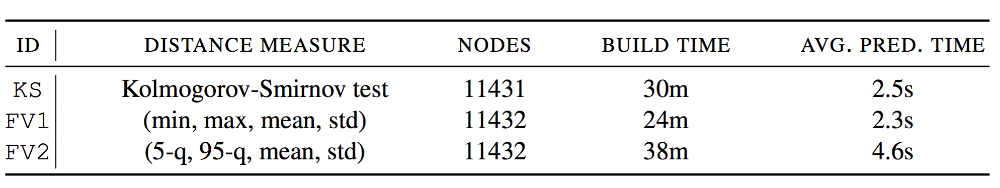 ID DISTANCE MEASURE NODES BUILD TIME AVG. PRED. TIME
KS Kolmogorov-Smirnov test 11431 30m 2.5s
FV1 (min, max, mean, std) 11432 24m 2.3s
FV2 (5-q, 95-q, mean, std) 11432 38m 4.6s